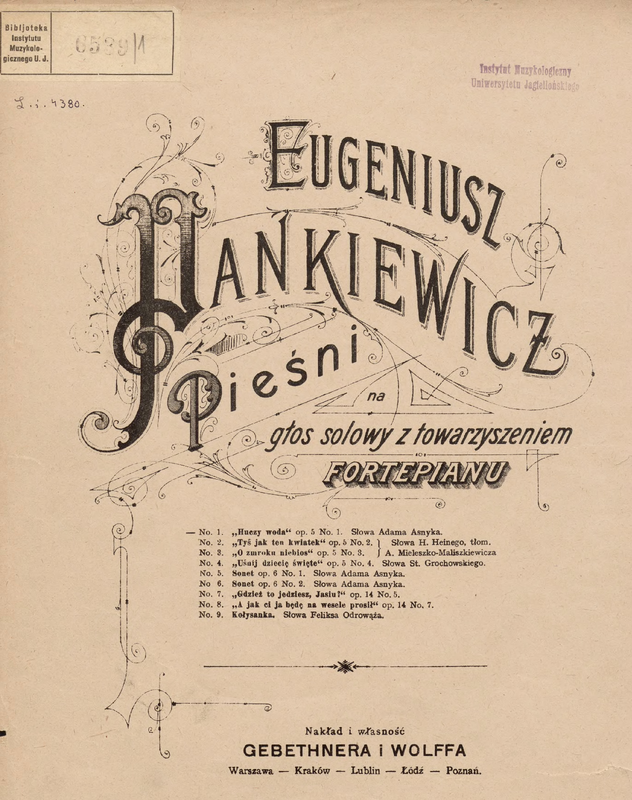 Bibljoteka
Instytutu
Muzykolo-
gicznego U. J.
6539/1
Instytut Muzykologiczny
Uniwersytetu Jagiellońskiego
Ł. i. 4380.
EUGENIUSZ
PANKIEWICZ
Pieśni
na
głos solowy z towarzyszeniem
FORTEPIANU
— No. 1. „Huczy woda“ op. 5 No. 1. Słowa Adama Asnyka.
No. 2. „Tyś jak ten kwiatek“ op. 5 No. 2. } Słowa H. Heinego, tłom.
No. 3. „O zmroku niebios“ op. 5 No. 3. } A. Mieleszko-Maliszkiewicza
No. 4. „Uśnij dziecię święte“ op. 5 No. 4. Słowa St. Grochowskiego.
No. 5. Sonet op. 6 No. 1. Słowa Adama Asnyka.
No 6. Sonet op. 6 No. 2. Słowa Adama Asnyka.
No. 7. „Gdzież to jedziesz, Jasiu?“ op. 14 No. 5.
No. 8. „A jak ci ja będę na wesele prosił“ op. 14 No. 7.
No. 9. Kołysanka. Słowa Feliksa Odrowąża.
Nakład i własność
GEBETHNERA i WOLFFA
Warszawa — Kraków — Lublin — Łódź — Poznań.